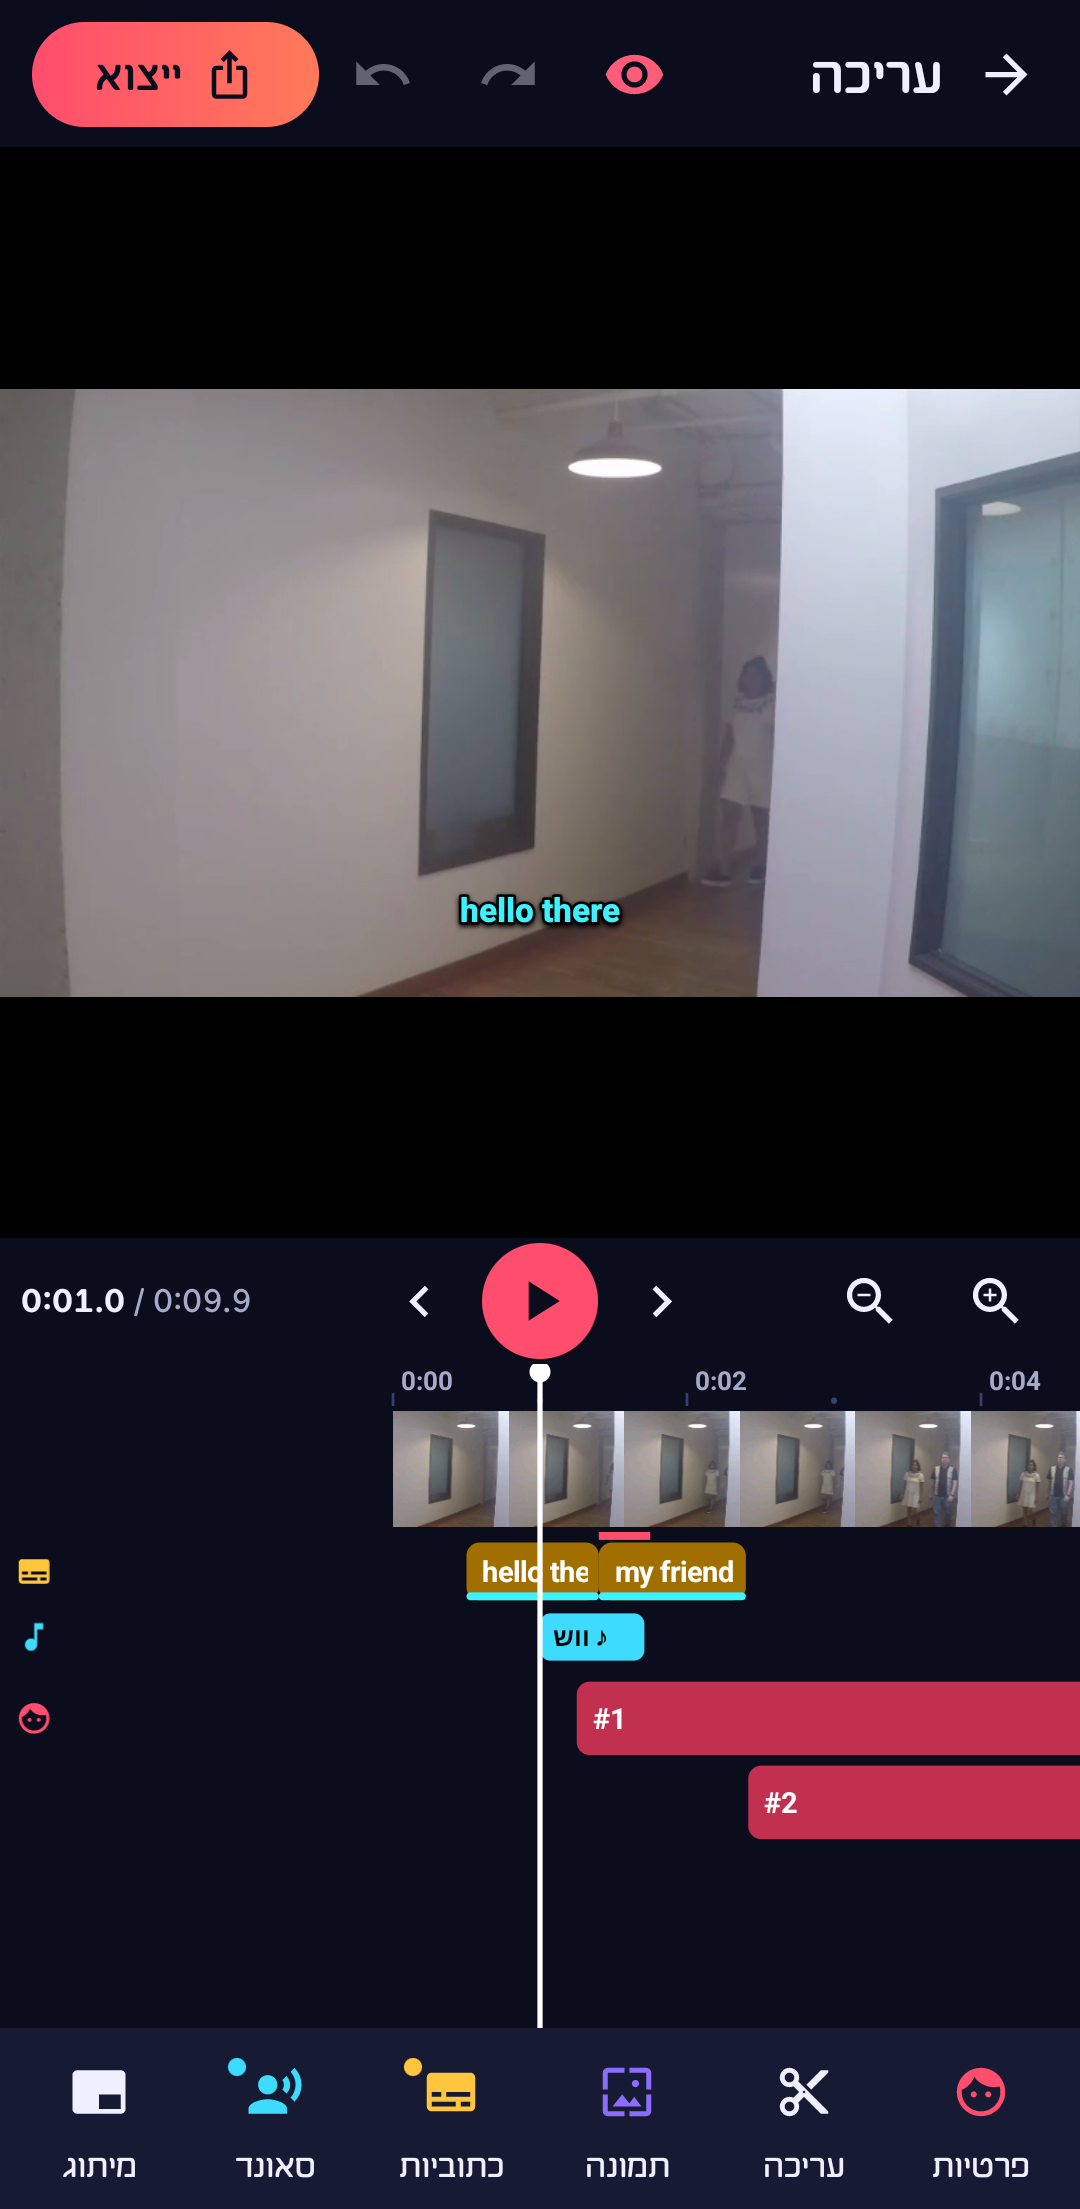 עריכה
ייצוא
hello there
0:01.0 / 0:09.9
0:00
0:02
0:04
hello the
my friend
ווש ♪
#1
#2
פרטיות
עריכה
תמונה
כתוביות
סאונד
מיתוג